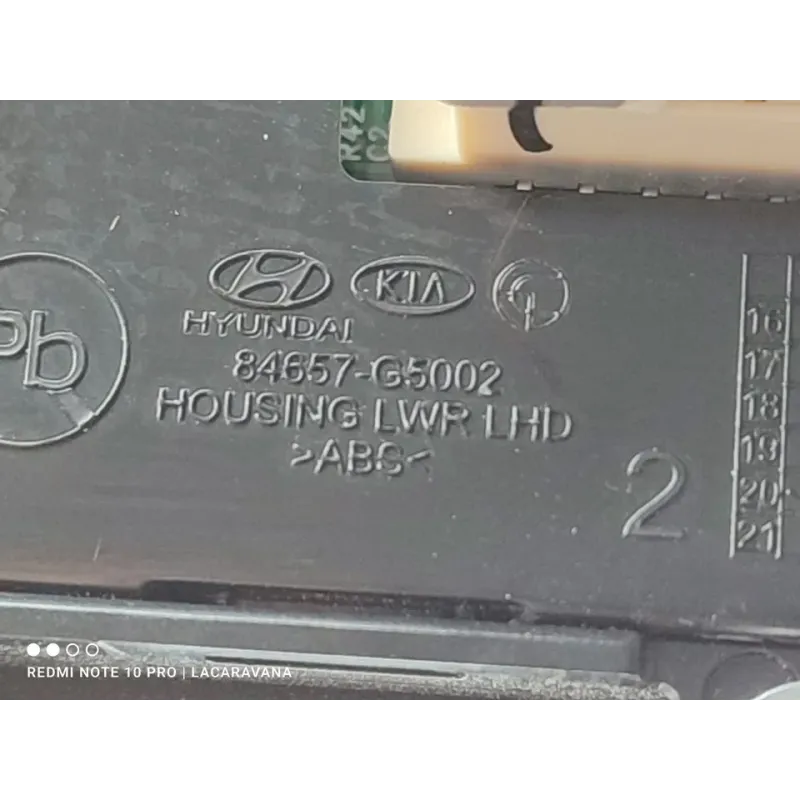 R42
C2
KIA
HYUNDAI
84657-G5002
HOUSING LWR LHD
>ABS<
Pb
2
16
17
18
19
20
21
REDMI NOTE 10 PRO | LACARAVANA